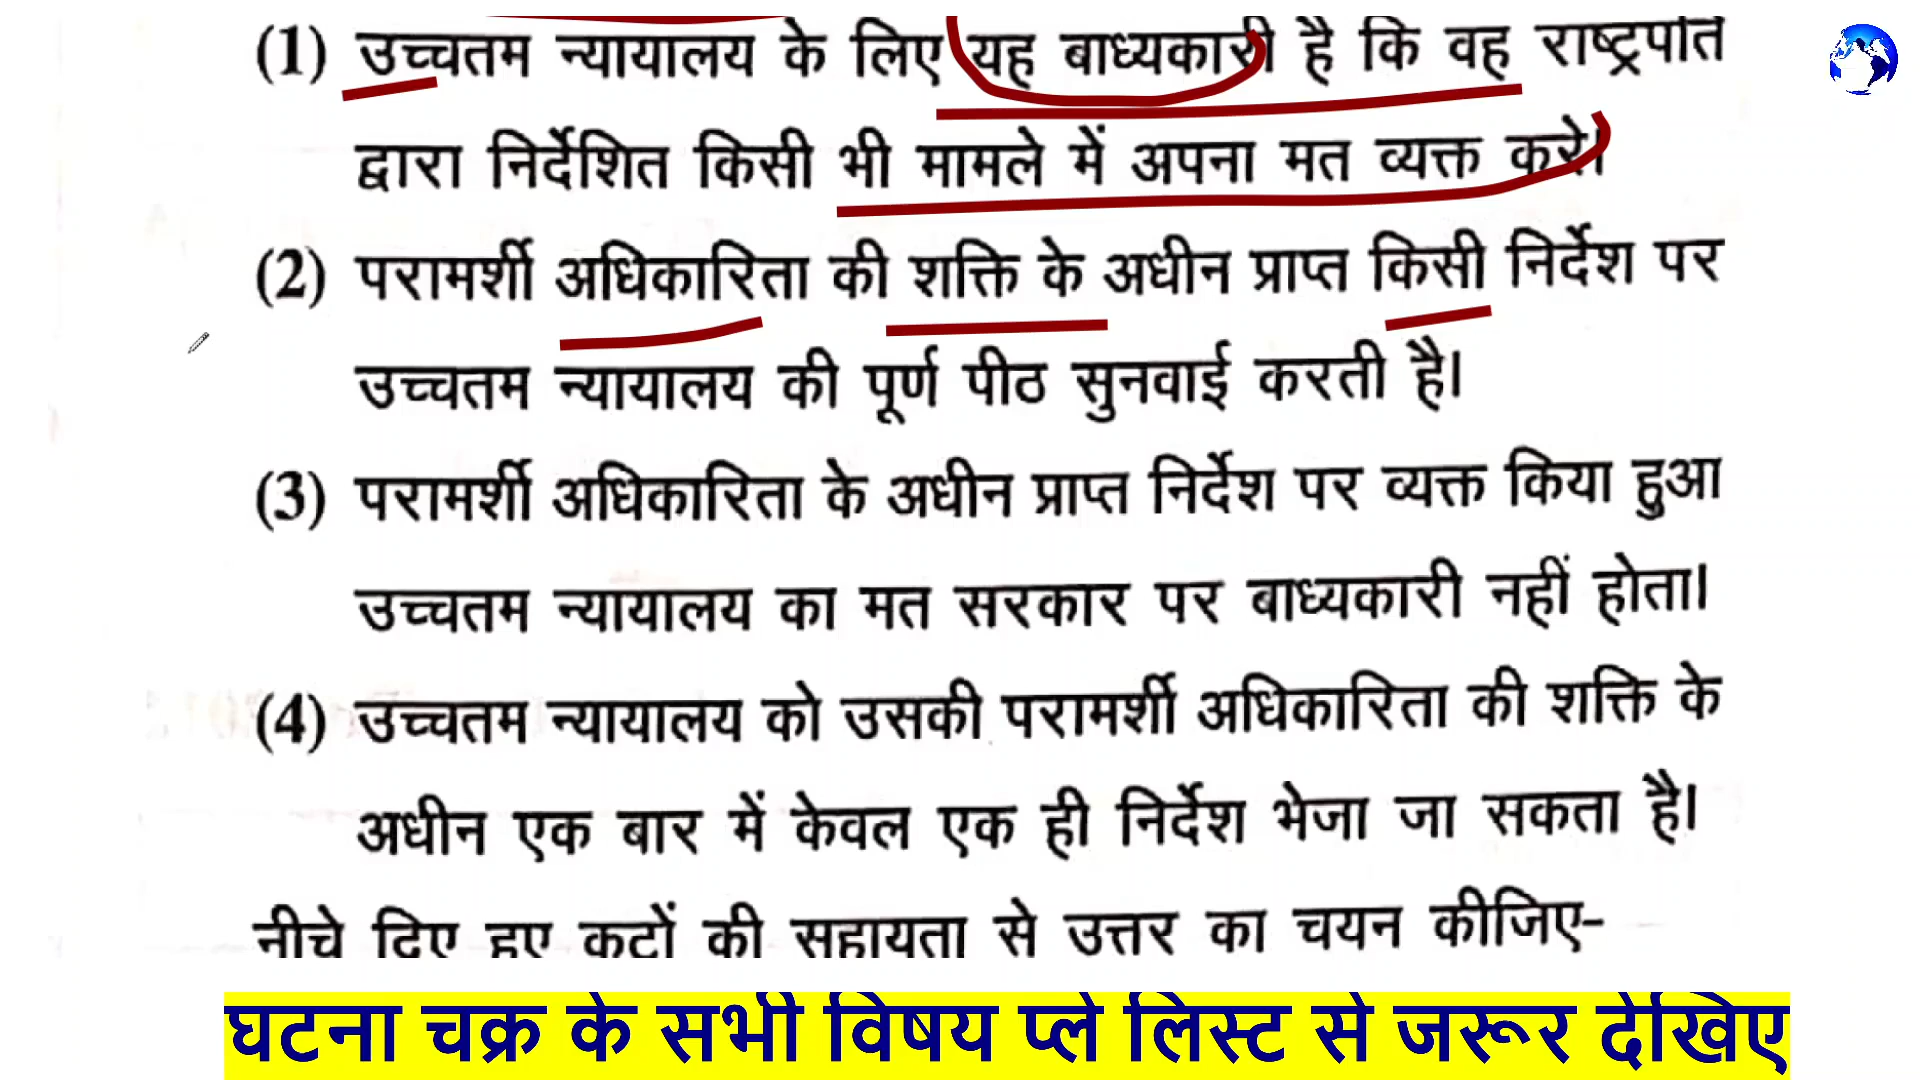 (1) उच्चतम न्यायालय के लिए यह बाध्यकारी है कि वह राष्ट्रपति
द्वारा निर्देशित किसी भी मामले में अपना मत व्यक्त करे।
(2) परामर्शी अधिकारिता की शक्ति के अधीन प्राप्त किसी निर्देश पर
उच्चतम न्यायालय की पूर्ण पीठ सुनवाई करती है।
(3) परामर्शी अधिकारिता के अधीन प्राप्त निर्देश पर व्यक्त किया हुआ
उच्चतम न्यायालय का मत सरकार पर बाध्यकारी नहीं होता।
(4) उच्चतम न्यायालय को उसकी परामर्शी अधिकारिता की शक्ति के
अधीन एक बार में केवल एक ही निर्देश भेजा जा सकता है।
नीचे दिए हुए कूटों की सहायता से उत्तर का चयन कीजिए-
घटना चक्र के सभी विषय प्ले लिस्ट से जरूर देखिए